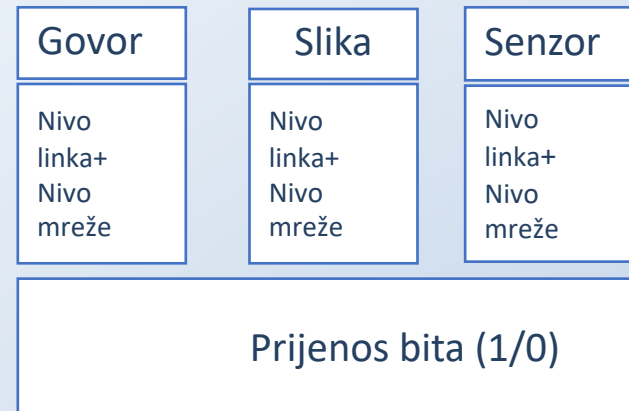 Govor
Slika
Senzor
Nivo
linka+
Nivo
mreže
Nivo
linka+
Nivo
mreže
Nivo
linka+
Nivo
mreže
Prijenos bita (1/0)